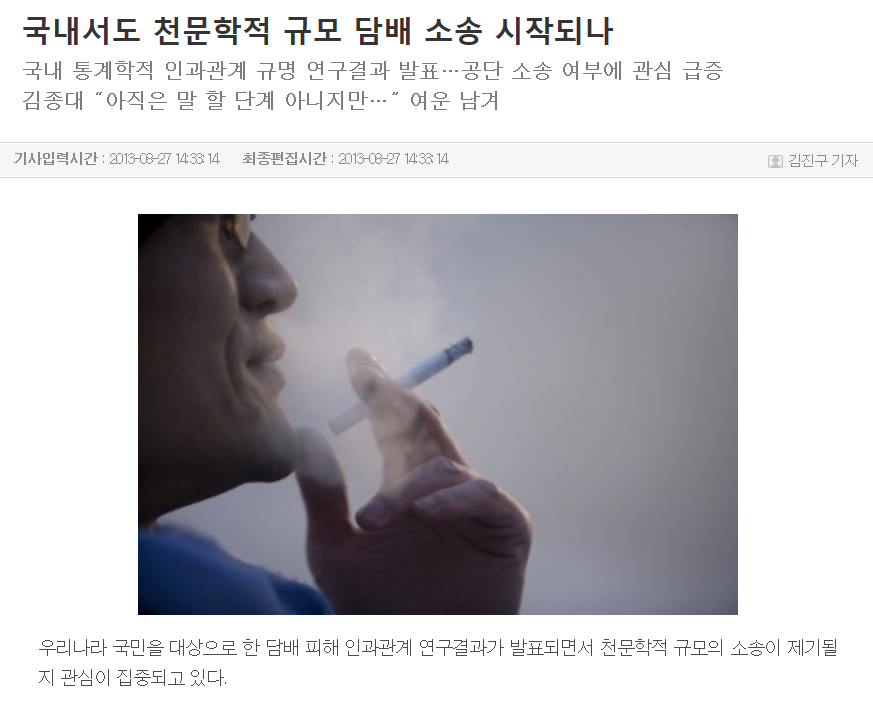 국내서도 천문학적 규모 담배 소송 시작되나
국내 통계학적 인과관계 규명 연구결과 발표…공단 소송 여부에 관심 급증
김종대 "아직은 말 할 단계 아니지만…" 여운 남겨
기사입력시간 : 2013-08-27 14:33:14 최종편집시간 : 2013-08-27 14:33:14 김진구 기자
우리나라 국민을 대상으로 한 담배 피해 인과관계 연구결과가 발표되면서 천문학적 규모의 소송이 제기될
지 관심이 집중되고 있다.